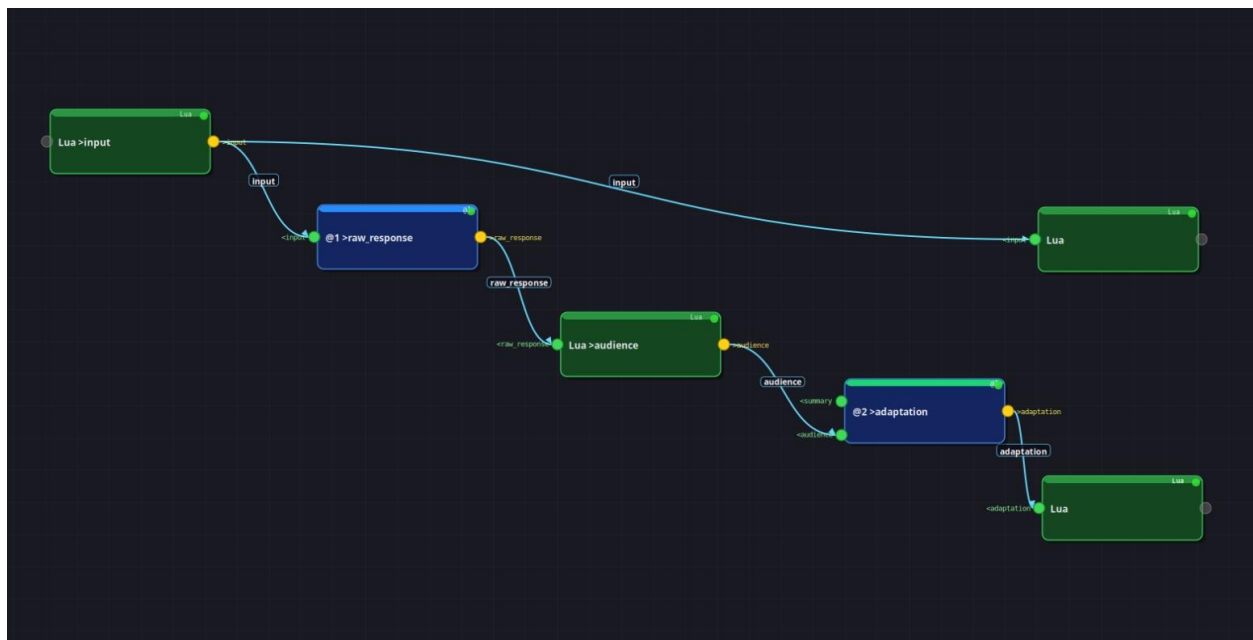 Lua
Lua >input
>input
input
input
@1
<input
@1 >raw_response
>raw_response
Lua
<input
Lua
raw_response
Lua
<raw_response
Lua >audience
>audience
audience
<summary
@2 >adaptation
>adaptation
<audience
adaptation
Lua
<adaptation
Lua